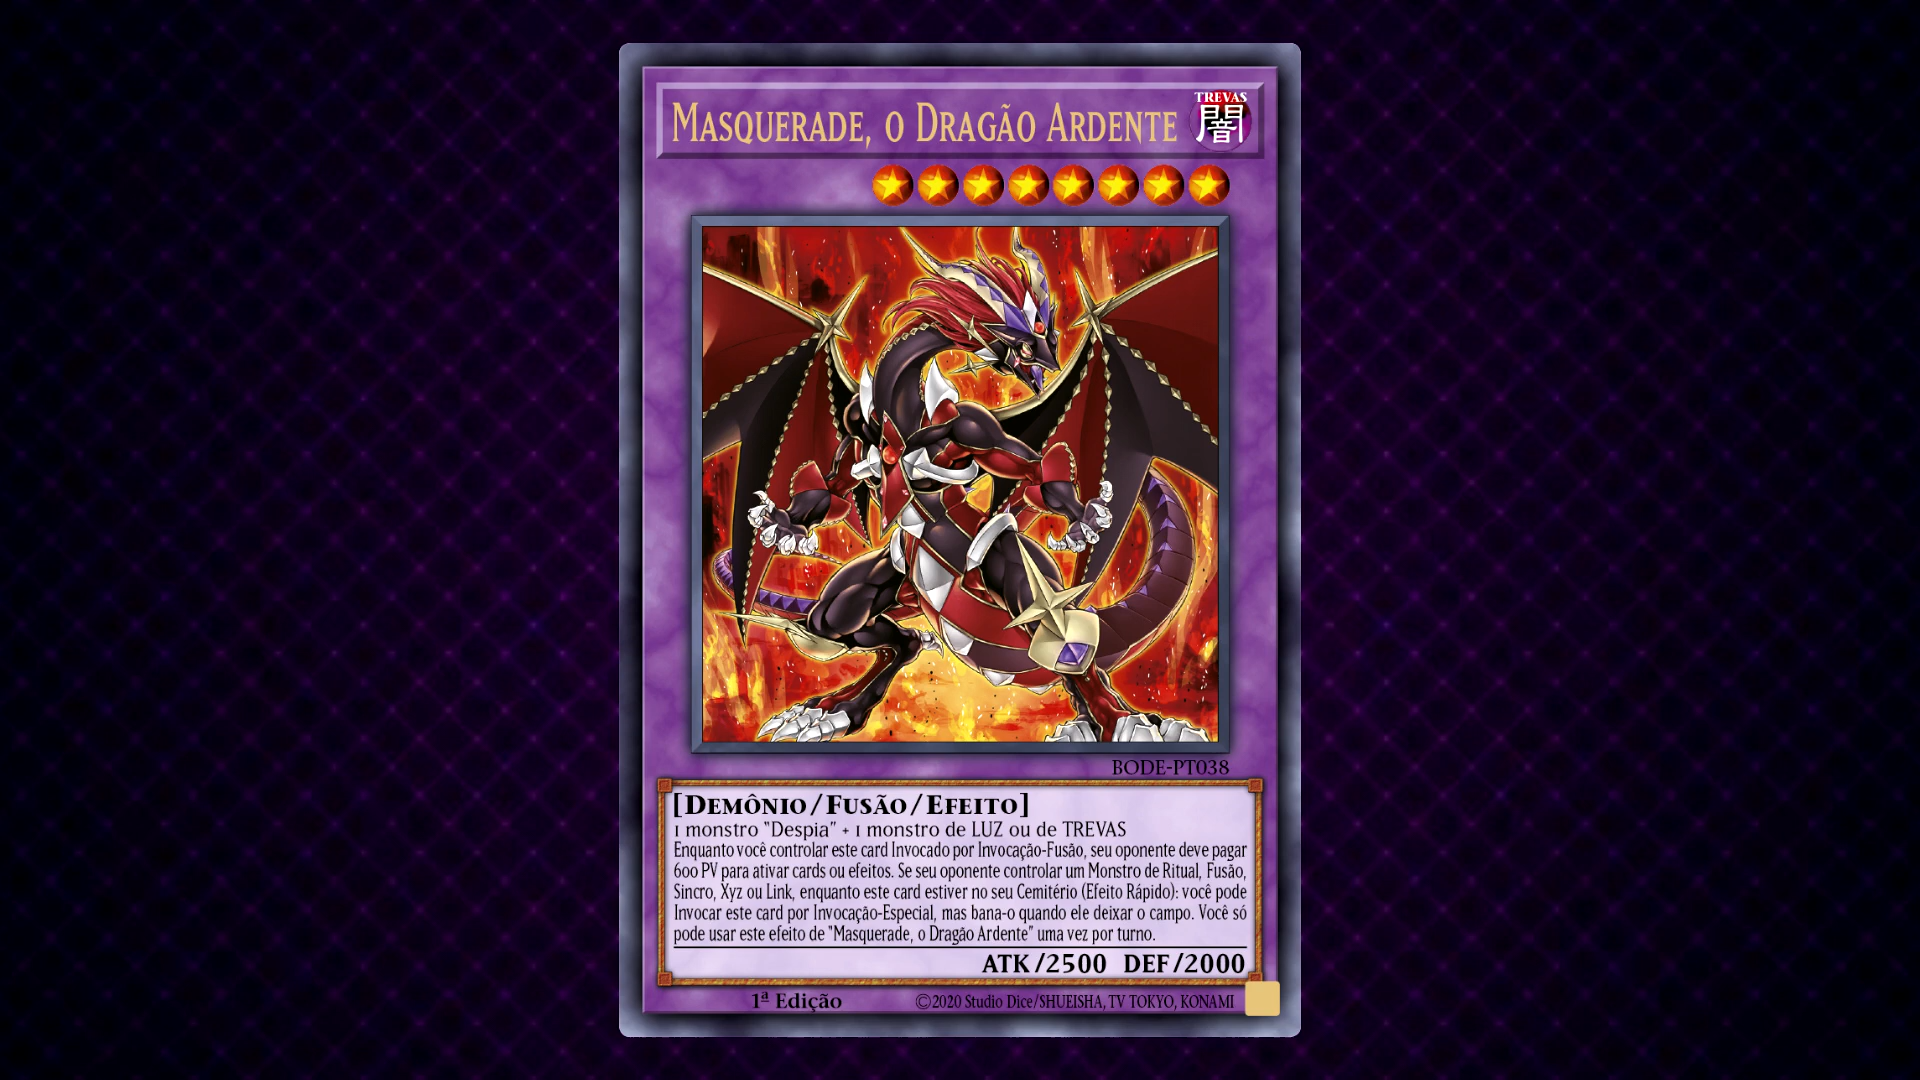 Masquerade, o Dragão Ardente
TREVAS
闇
BODE-PT038
[Demônio/Fusão/Efeito]
1 monstro "Despia" + 1 monstro de LUZ ou de TREVAS
Enquanto você controlar este card Invocado por Invocação-Fusão, seu oponente deve pagar
600 PV para ativar cards ou efeitos. Se seu oponente controlar um Monstro de Ritual, Fusão,
Sincro, Xyz ou Link, enquanto este card estiver no seu Cemitério (Efeito Rápido): você pode
Invocar este card por Invocação-Especial, mas bana-o quando ele deixar o campo. Você só
pode usar este efeito de "Masquerade, o Dragão Ardente" uma vez por turno.
ATK/2500 DEF/2000
1ª Edição
©2020 Studio Dice/SHUEISHA, TV TOKYO, KONAMI